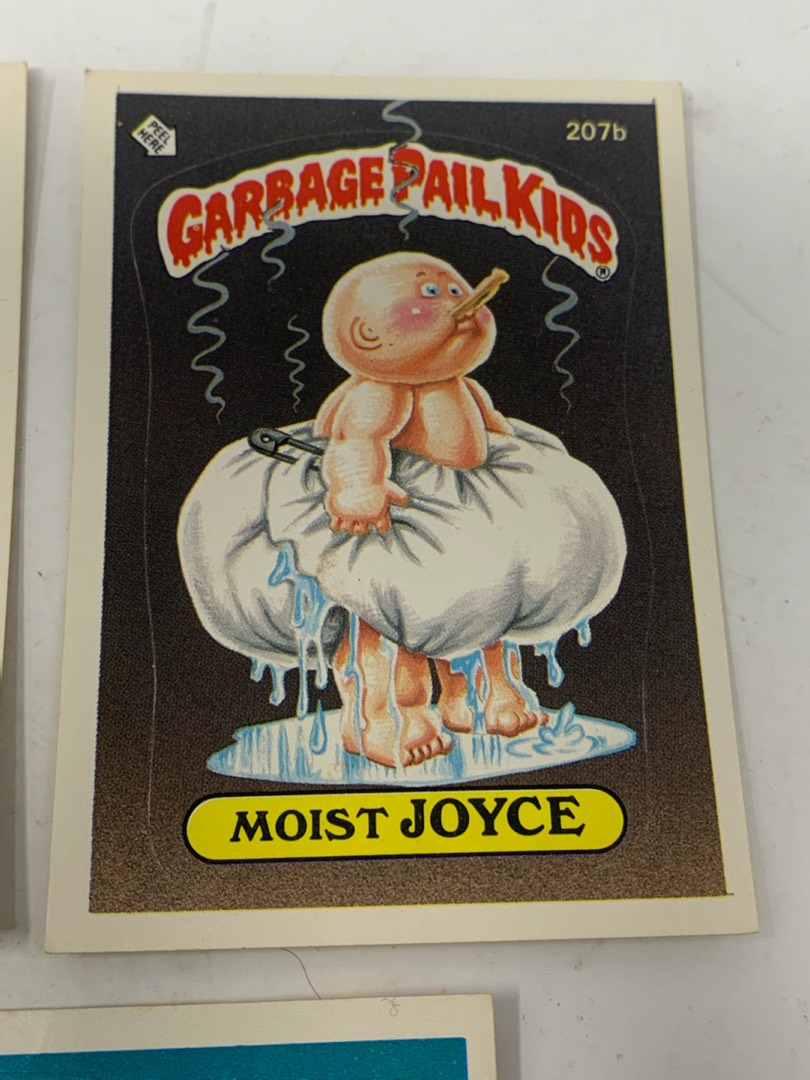 PEEL
HERE
207b
GARBAGE PAIL KIDS
®
MOIST JOYCE